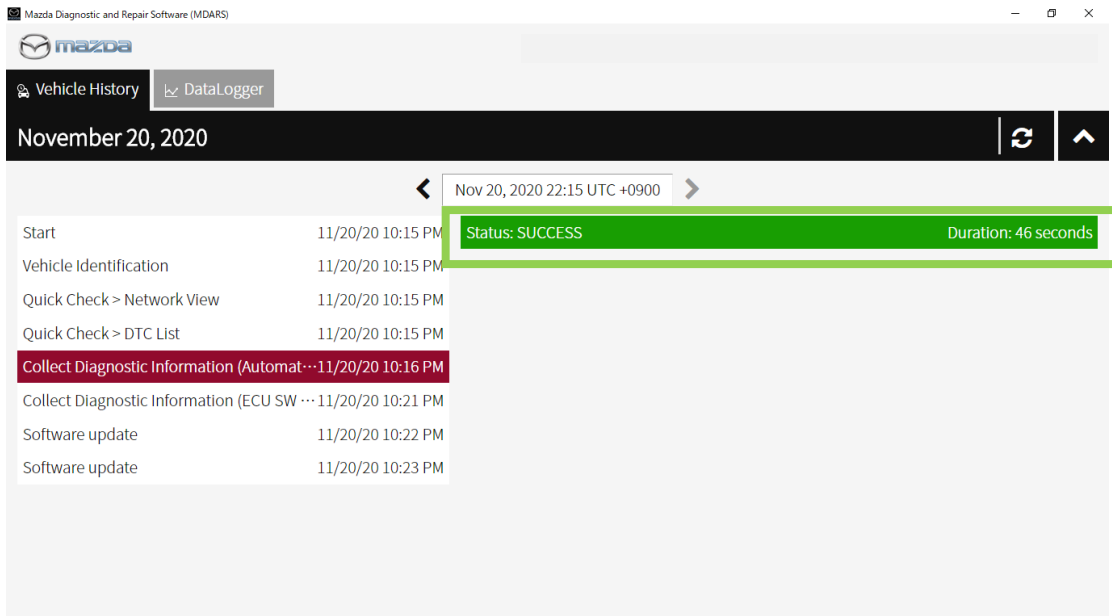 Mazda Diagnostic and Repair Software (MDARS)
mazda
Vehicle History
DataLogger
November 20, 2020
Nov 20, 2020 22:15 UTC +0900
Start 11/20/20 10:15 PM
Status: SUCCESS Duration: 46 seconds
Vehicle Identification 11/20/20 10:15 PM
Quick Check > Network View 11/20/20 10:15 PM
Quick Check > DTC List 11/20/20 10:15 PM
Collect Diagnostic Information (Automat⋯11/20/20 10:16 PM
Collect Diagnostic Information (ECU SW ⋯11/20/20 10:21 PM
Software update 11/20/20 10:22 PM
Software update 11/20/20 10:23 PM